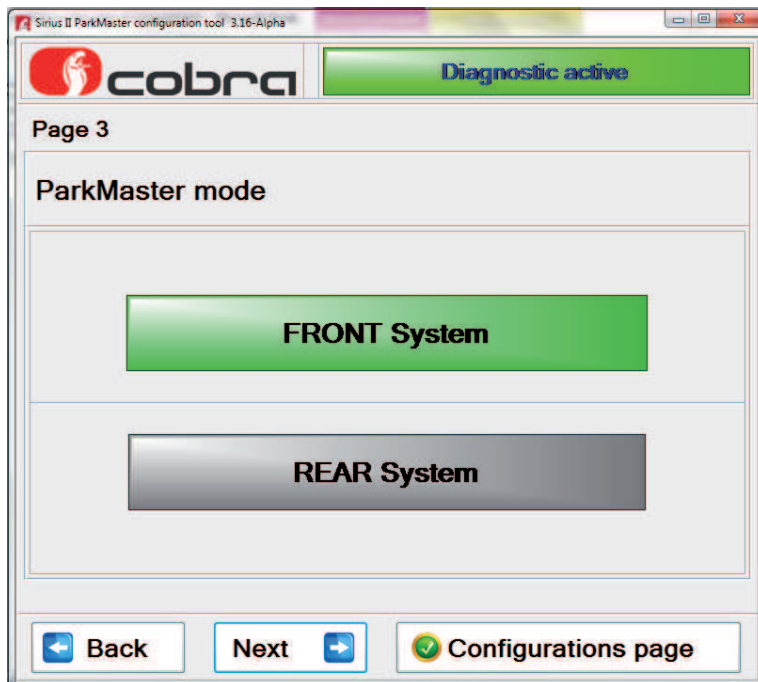 Sirius II ParkMaster configuration tool 3.16-Alpha
cobra
Diagnostic active
Page 3
ParkMaster mode
FRONT System
REAR System
Back
Next
Configurations page